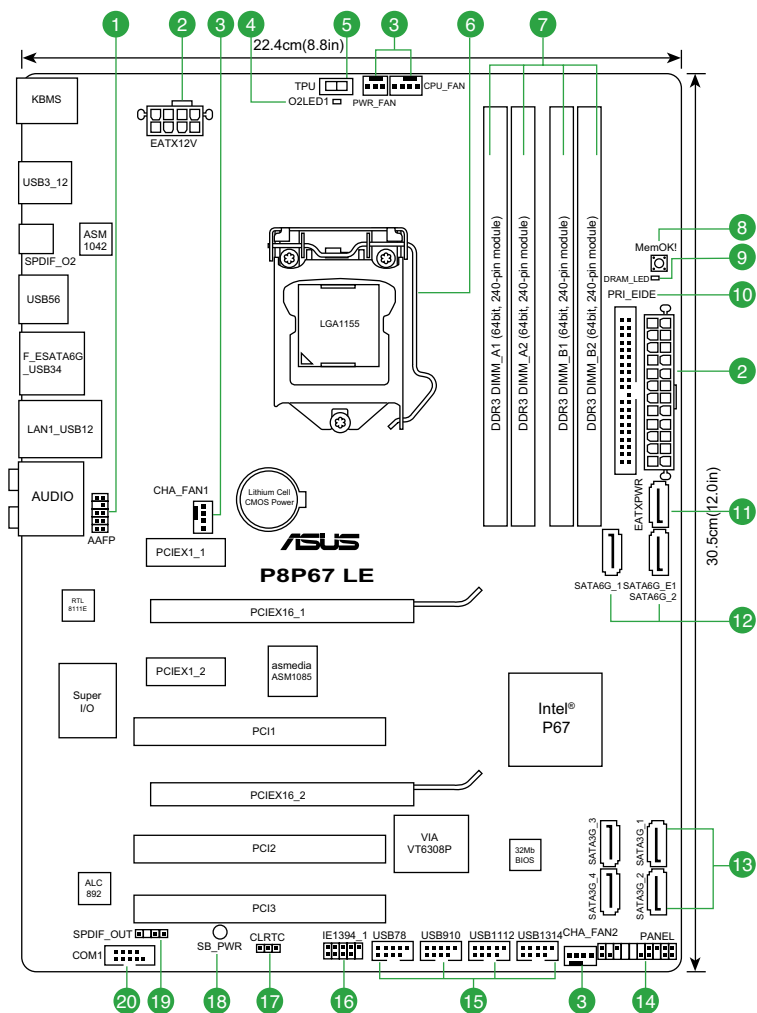 1
2
3
4
5
3
6
7
22.4cm(8.8in)
KBMS
TPU
O2LED1
PWR_FAN
CPU_FAN
EATX12V
USB3_12
ASM
1042
SPDIF_O2
USB56
F_ESATA6G
_USB34
LAN1_USB12
AUDIO
AAFP
LGA1155
DDR3 DIMM_A1 (64bit, 240-pin module)
DDR3 DIMM_A2 (64bit, 240-pin module)
DDR3 DIMM_B1 (64bit, 240-pin module)
DDR3 DIMM_B2 (64bit, 240-pin module)
MemOK!
8
DRAM_LED
9
PRI_EIDE
10
2
EATXPWR
11
30.5cm(12.0in)
CHA_FAN1
Lithium Cell
CMOS Power
PCIEX1_1
ASUS
P8P67 LE
SATA6G_1
SATA6G_E1
SATA6G_2
12
RTL
8111E
PCIEX16_1
PCIEX1_2
asmedia
ASM1085
Super
I/O
Intel®
P67
PCI1
PCIEX16_2
VIA
VT6308P
32Mb
BIOS
SATA3G_3
SATA3G_1
SATA3G_4
SATA3G_2
13
PCI2
ALC
892
PCI3
SPDIF_OUT
COM1
SB_PWR
CLRTC
IE1394_1
USB78
USB910
USB1112
USB1314
CHA_FAN2
PANEL
20
19
18
17
16
15
3
14